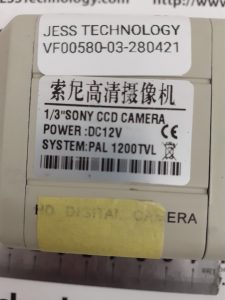 JESS TECHNOLOGY
VF00580-03-280421
索尼高清摄像机
1/3"SONY CCD CAMERA
POWER:DC12V CE
SYSTEM:PAL 1200TVL
HD DIGITAL CAMERA